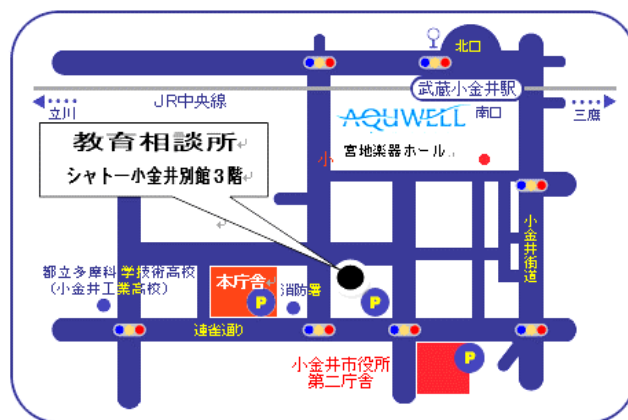 北口
武蔵小金井駅
JR中央線
立川
三鷹
AQUWELL
南口
宮地楽器ホール
小
教育相談所
シャトー小金井別館３階
小金井街道
都立多摩科学技術高校
（小金井工業高校）
本庁舎
P
消防署
P
連雀通り
小金井市役所
第二庁舎
P